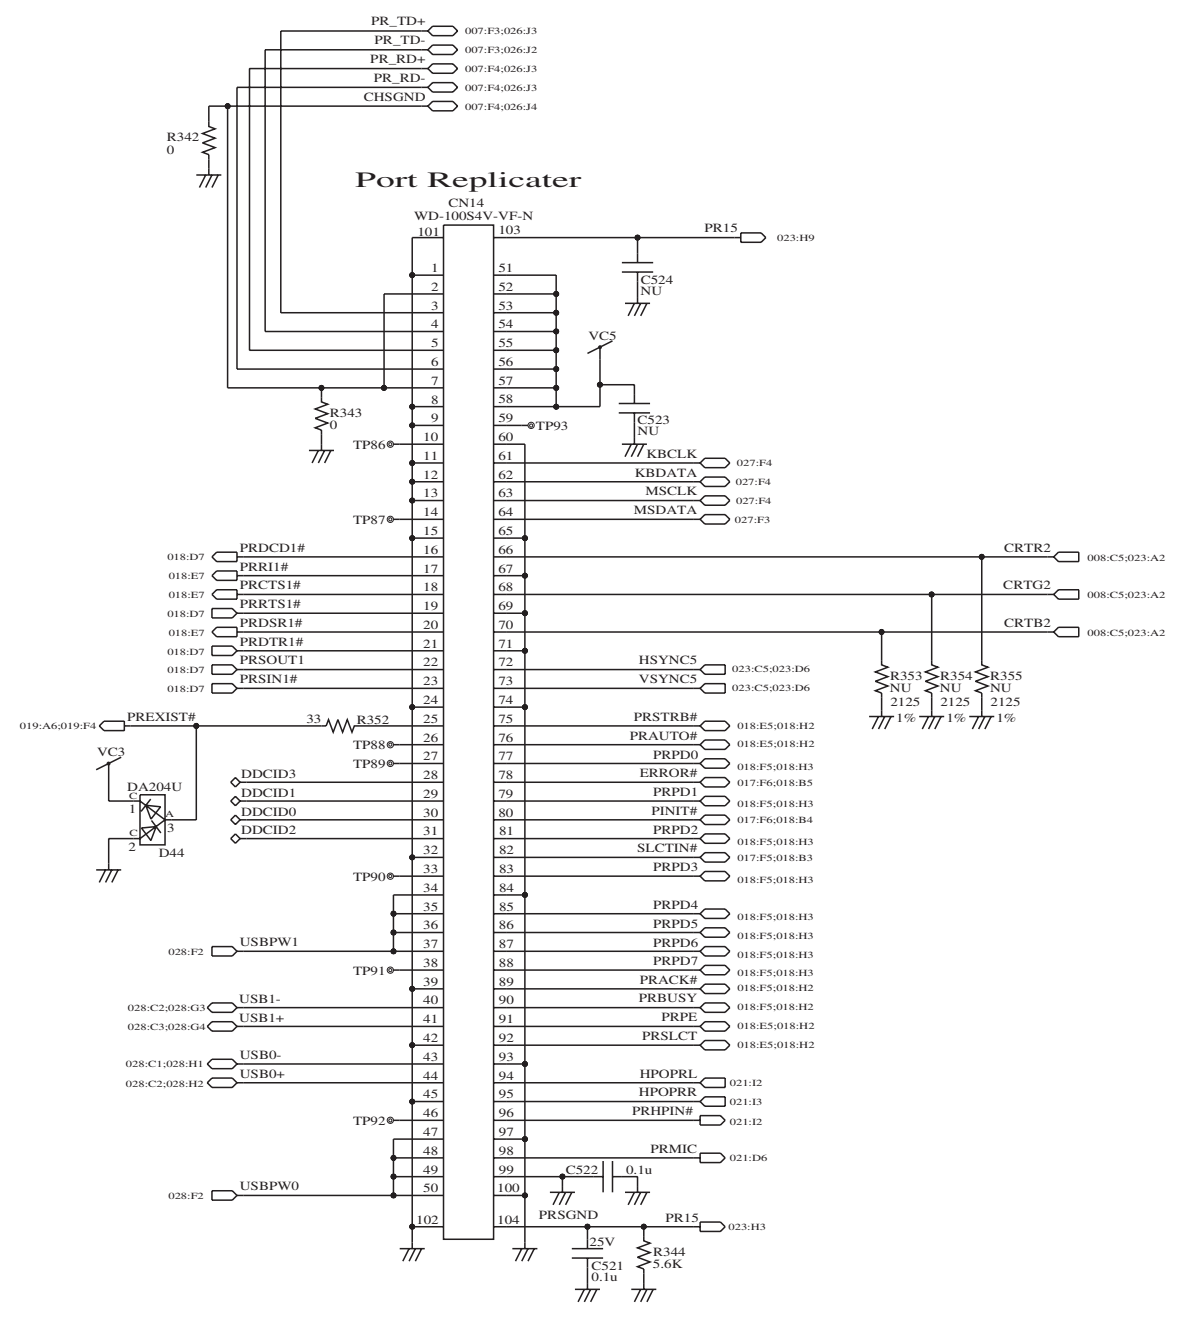 PR_TD+ 007:F3;026:J3
PR_TD- 007:F3;026:J2
PR_RD+ 007:F4;026:J3
PR_RD- 007:F4;026:J3
CHSGND 007:F4;026:J4
R342
0
Port Replicater
CN14
WD-100S4V-VF-N
101 103 PR15 023:H9
C524
NU
1 51
2 52
3 53
4 54
5 55
6 56
7 57
8 58
9 59 TP93
VC5
C523
NU
R343
0
TP86 10 60
11 61 KBCLK 027:F4
12 62 KBDATA 027:F4
13 63 MSCLK 027:F4
TP87 14 64 MSDATA 027:F3
15 65
018:D7 PRDCD1# 16 66 CRTR2 008:C5;023:A2
018:E7 PRRI1# 17 67
018:E7 PRCTS1# 18 68 CRTG2 008:C5;023:A2
018:D7 PRRTS1# 19 69
018:E7 PRDSR1# 20 70 CRTB2 008:C5;023:A2
018:D7 PRDTR1# 21 71
018:D7 PRSOUT1 22 72 HSYNC5 023:C5;023:D6
018:D7 PRSIN1# 23 73 VSYNC5 023:C5;023:D6
R353 R354 R355
NU NU NU
2125 2125 2125
1% 1% 1%
24 74
019:A6;019:F4 PREXIST# 33 R352 25 75 PRSTRB# 018:E5;018:H2
TP88 26 76 PRAUTO# 018:E5;018:H2
VC3
TP89 27 77 PRPD0 018:F5;018:H3
DDCID3 28 78 ERROR# 017:F6;018:B5
DA204U
C
1
A
3
C
2
D44
DDCID1 29 79 PRPD1 018:F5;018:H3
DDCID0 30 80 PINIT# 017:F6;018:B4
DDCID2 31 81 PRPD2 018:F5;018:H3
32 82 SLCTIN# 017:F5;018:B3
TP90 33 83 PRPD3 018:F5;018:H3
34 84
35 85 PRPD4 018:F5;018:H3
36 86 PRPD5 018:F5;018:H3
028:F2 USBPW1 37 87 PRPD6 018:F5;018:H3
TP91 38 88 PRPD7 018:F5;018:H3
39 89 PRACK# 018:F5;018:H2
028:C2;028:G3 USB1- 40 90 PRBUSY 018:F5;018:H2
028:C3;028:G4 USB1+ 41 91 PRPE 018:E5;018:H2
42 92 PRSLCT 018:E5;018:H2
028:C1;028:H1 USB0- 43 93
028:C2;028:H2 USB0+ 44 94 HPOPRL 021:I2
45 95 HPOPRR 021:I3
TP92 46 96 PRHPIN# 021:I2
47 97
48 98 PRMIC 021:D6
49 99 C522 0.1u
028:F2 USBPW0 50 100
102 104 PRSGND PR15 023:H3
25V
C521
0.1u
R344
5.6K